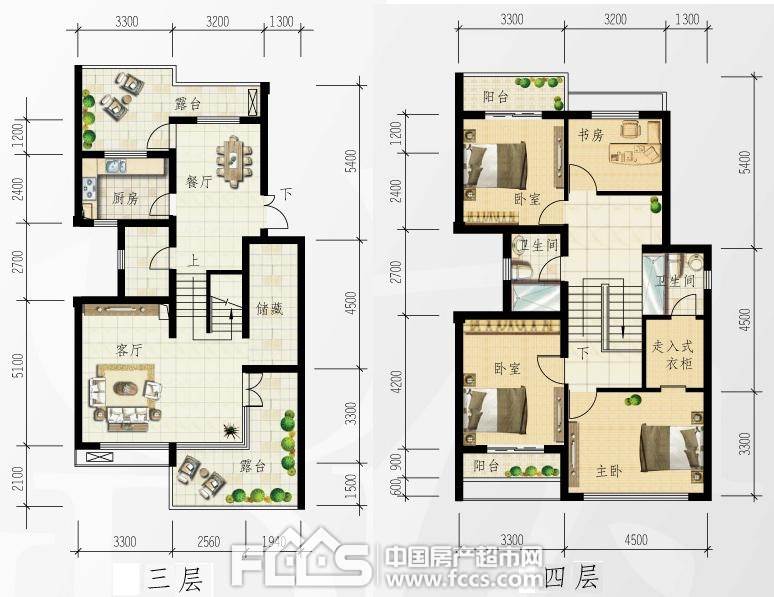 3300 3200 1300
露台
1200
2400
2700
5100
2100
5400
4500
3300
1500
厨房
餐厅
下
上
储藏
客厅
露台
3300 2560 1940
三层
3300 3200 1300
阳台
书房
卧室
卫生间
卫生间
1200
2400
2700
4200
900
600
5400
4500
3300
下
走入式
衣柜
卧室
主卧
阳台
3300 4500
四层
FCCS 中国房产超市网
www.fccs.com